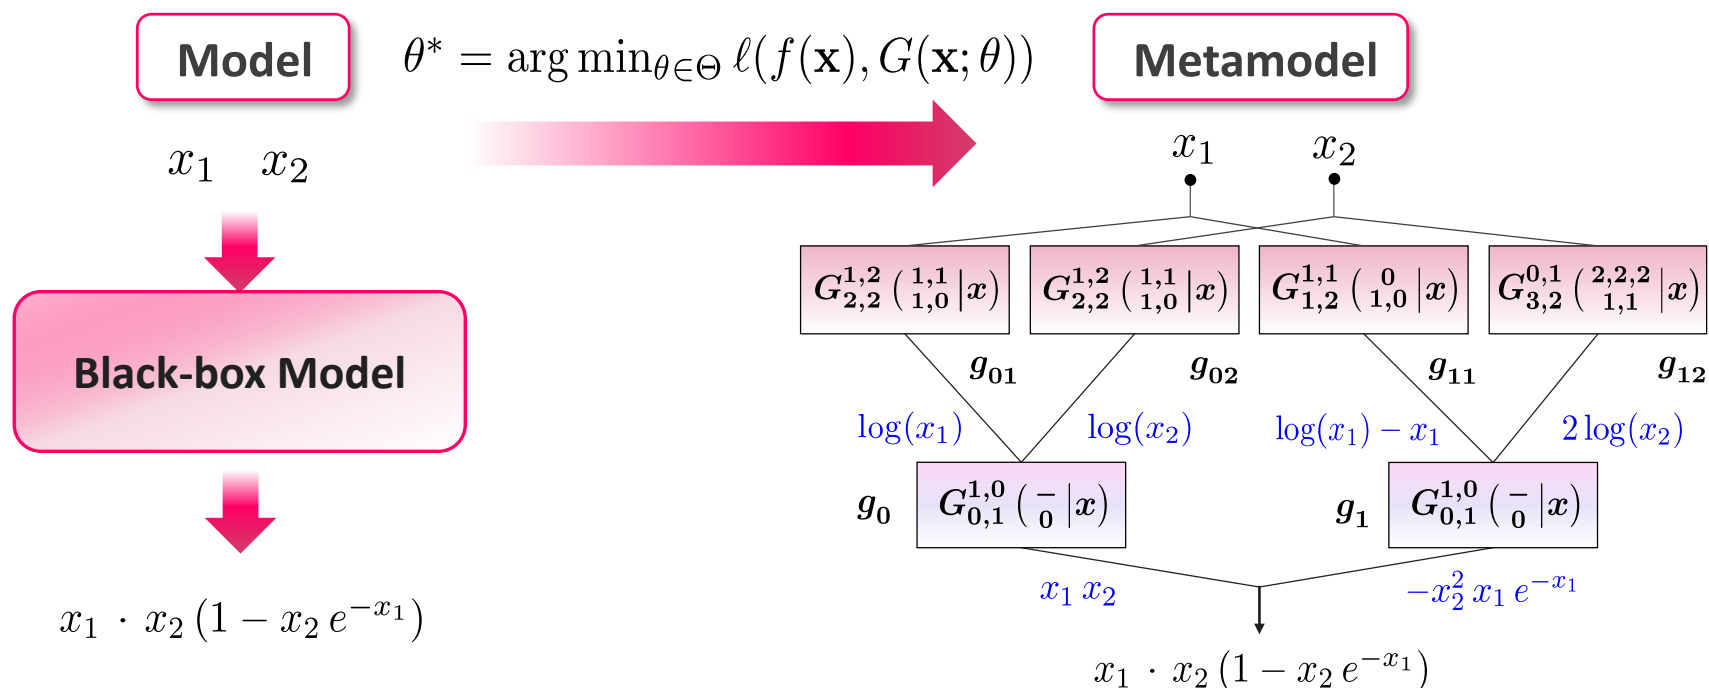 Model
θ* = arg min_{θ∈Θ} ℓ(f(𝐱), G(𝐱; θ))
Metamodel
x₁ x₂
x₁ x₂
Black-box Model
G^{1,2}_{2,2} ( ^{1,1}_{1,0} | x )
G^{1,2}_{2,2} ( ^{1,1}_{1,0} | x )
G^{1,1}_{1,2} ( ^{0}_{1,0} | x )
G^{0,1}_{3,2} ( ^{2,2,2}_{1,1} | x )
g₀₁
g₀₂
g₁₁
g₁₂
log(x₁)
log(x₂)
log(x₁) − x₁
2 log(x₂)
g₀
G^{1,0}_{0,1} ( ^{−}_{0} | x )
g₁
G^{1,0}_{0,1} ( ^{−}_{0} | x )
x₁ x₂
−x₂² x₁ e^{−x₁}
x₁ · x₂ (1 − x₂ e^{−x₁})
x₁ · x₂ (1 − x₂ e^{−x₁})